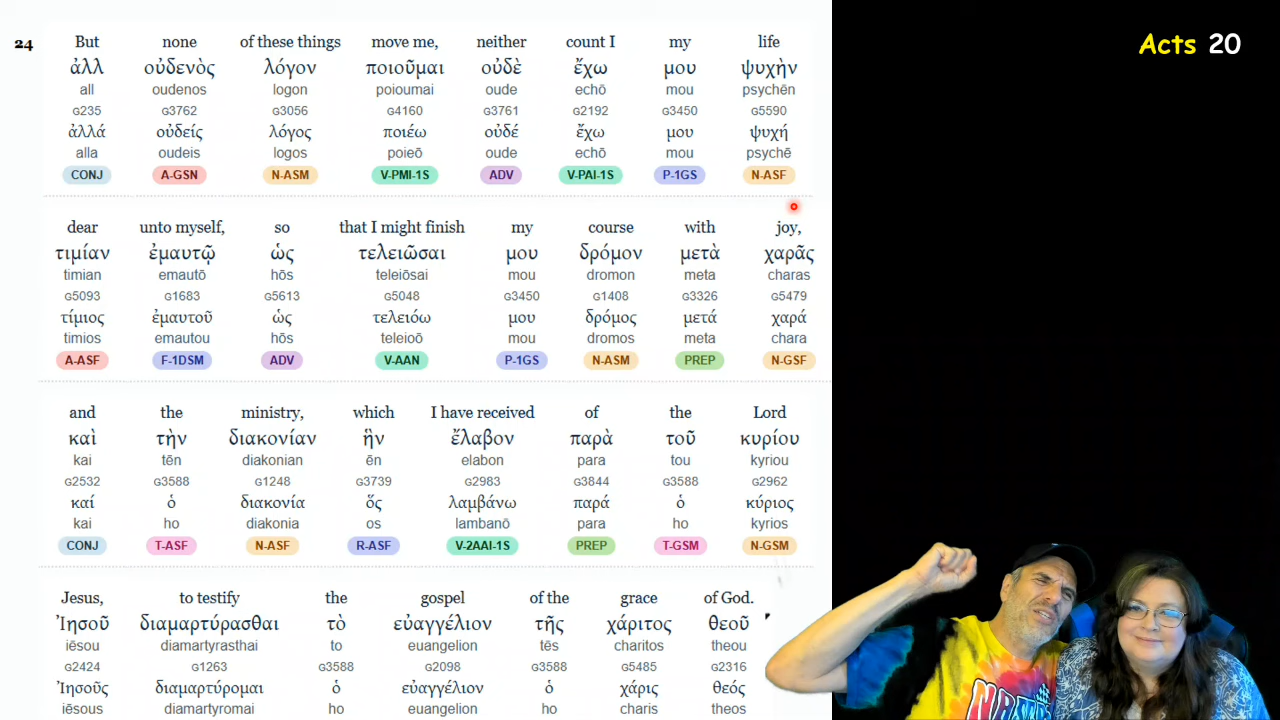 Acts 20
24 But none of these things move me, neither count I my life
ἀλλ οὐδενὸς λόγον ποιοῦμαι οὐδὲ ἔχω μου ψυχὴν
all oudenos logon poioumai oude echō mou psychēn
G235 G3762 G3056 G4160 G3761 G2192 G3450 G5590
ἀλλά οὐδείς λόγος ποιέω οὐδέ ἔχω μου ψυχή
alla oudeis logos poieō oude echō mou psychē
CONJ A-GSN N-ASM V-PMI-1S ADV V-PAI-1S P-1GS N-ASF
dear unto myself, so that I might finish my course with joy,
τιμίαν ἐμαυτῷ ὡς τελειῶσαι μου δρόμον μετὰ χαρᾶς
timian emautō hōs teleiōsai mou dromon meta charas
G5093 G1683 G5613 G5048 G3450 G1408 G3326 G5479
τίμιος ἐμαυτοῦ ὡς τελειόω μου δρόμος μετά χαρά
timios emautou hōs teleioō mou dromos meta chara
A-ASF F-1DSM ADV V-AAN P-1GS N-ASM PREP N-GSF
and the ministry, which I have received of the Lord
καὶ τὴν διακονίαν ἣν ἔλαβον παρὰ τοῦ κυρίου
kai tēn diakonian ēn elabon para tou kyriou
G2532 G3588 G1248 G3739 G2983 G3844 G3588 G2962
καί ὁ διακονία ὅς λαμβάνω παρά ὁ κύριος
kai ho diakonia os lambanō para ho kyrios
CONJ T-ASF N-ASF R-ASF V-2AAI-1S PREP T-GSM N-GSM
Jesus, to testify the gospel of the grace of God.
Ἰησοῦ διαμαρτύρασθαι τὸ εὐαγγέλιον τῆς χάριτος θεοῦ
iēsou diamartyrasthai to euangelion tēs charitos theou
G2424 G1263 G3588 G2098 G3588 G5485 G2316
Ἰησοῦς διαμαρτύρομαι ὁ εὐαγγέλιον ὁ χάρις θεός
iēsous diamartyromai ho euangelion ho charis theos